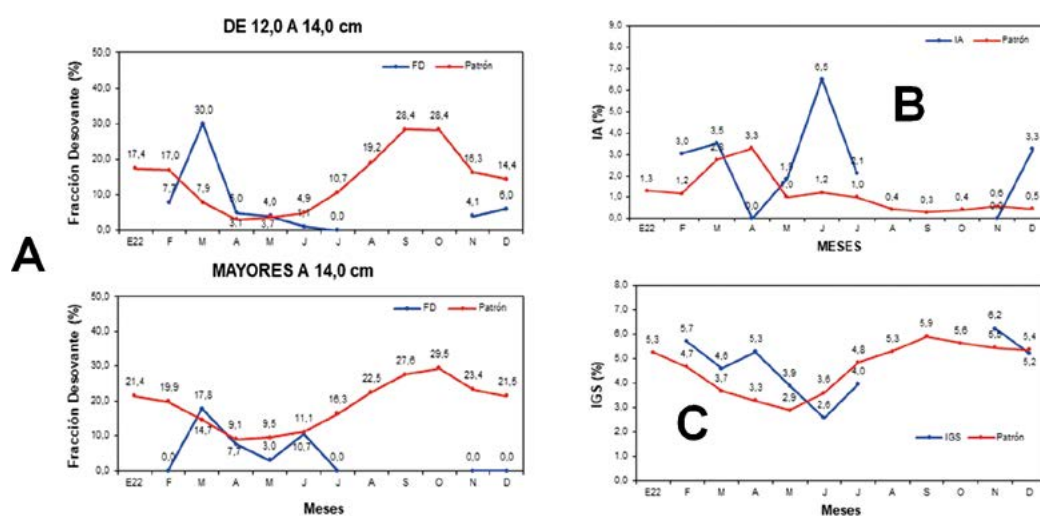 DE 12,0 A 14,0 cm
Fracción Desovante (%)
50,0
40,0
30,0
20,0
10,0
0,0
FD
Patrón
17,4 17,0 7,9 3,1 3,7 4,9 10,7 19,2 28,4 28,4 16,3 14,4
30,0 4,0 0,0 4,1 6,0
E22 F M A M J J A S O N D
A
MAYORES A 14,0 cm
Fracción Desovante (%)
50,0
40,0
30,0
20,0
10,0
0,0
FD
Patrón
21,4 19,9 14,7 9,1 9,5 11,1 16,3 22,5 27,6 29,5 23,4 21,5
0,0 17,8 7,7 3,0 10,7 0,0 0,0 0,0
E22 F M A M J J A S O N D
Meses
IA (%)
9,0
8,0
7,0
6,0
5,0
4,0
3,0
2,0
1,0
0,0
IA
Patrón
B
3,0 3,5 0,0 6,5 2,1 3,3
1,3 1,2 2,8 3,3 1,0 1,2 1,0 0,4 0,3 0,4 0,6 0,5
E22 F M A M J J A S O N D
MESES
IGS (%)
8,0
7,0
6,0
5,0
4,0
3,0
2,0
1,0
0,0
5,7 4,6 5,3 3,9 2,6 4,0 6,2 5,2
5,3 4,7 3,7 3,3 2,9 3,6 4,8 5,3 5,9 5,6 5,4
C
IGS
Patrón
E22 F M A M J J A S O N D
Meses